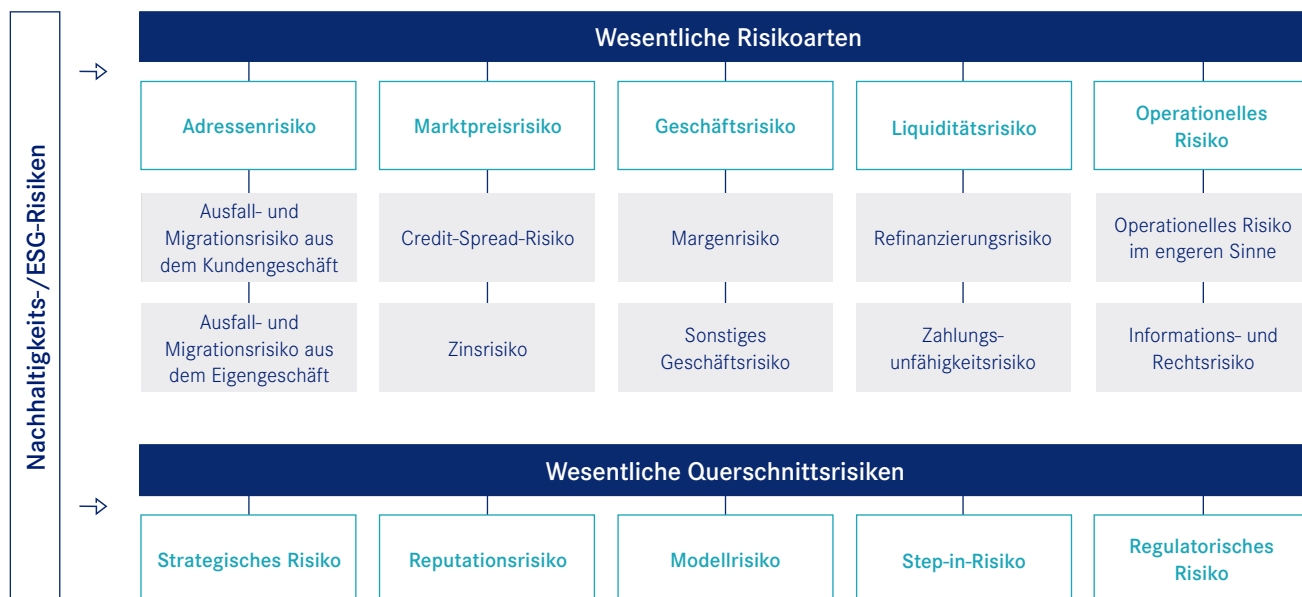 Nachhaltigkeits-/ESG-Risiken
Wesentliche Risikoarten
Adressenrisiko
Marktpreisrisiko
Geschäftsrisiko
Liquiditätsrisiko
Operationelles
Risiko
Ausfall- und
Migrationsrisiko aus
dem Kundengeschäft
Credit-Spread-Risiko
Margenrisiko
Refinanzierungsrisiko
Operationelles Risiko
im engeren Sinne
Ausfall- und
Migrationsrisiko aus
dem Eigengeschäft
Zinsrisiko
Sonstiges
Geschäftsrisiko
Zahlungs-
unfähigkeitsrisiko
Informations- und
Rechtsrisiko
Wesentliche Querschnittsrisiken
Strategisches Risiko
Reputationsrisiko
Modellrisiko
Step-in-Risiko
Regulatorisches
Risiko